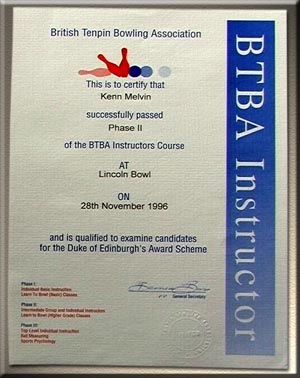 British Tenpin Bowling Association
This is to certify that
Kenn Melvin
successfully passed
Phase II
of the BTBA Instructors Course
AT
Lincoln Bowl
ON
28th November 1996
and is qualified to examine candidates
for the Duke of Edinburgh's Award Scheme
Phase I:
Individual Basic Instruction
Learn To Bowl (Basic) Classes
Phase II:
Intermediate Group and Individual Instruction
Learn to Bowl (Higher Grade) Classes
Phase III:
Top Level Individual Instruction
Ball Measuring
Sports Psychology
General Secretary
BTBA Instructor